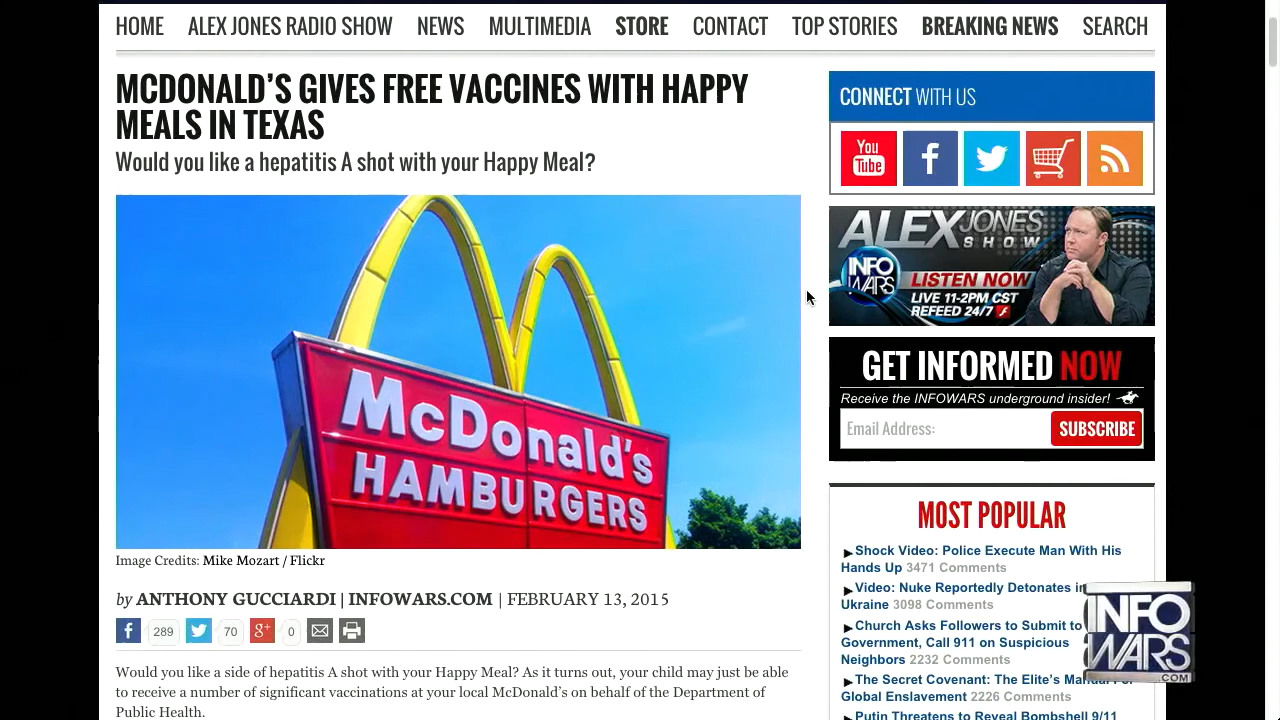 HOME ALEX JONES RADIO SHOW NEWS MULTIMEDIA STORE CONTACT TOP STORIES BREAKING NEWS SEARCH
MCDONALD’S GIVES FREE VACCINES WITH HAPPY
MEALS IN TEXAS
Would you like a hepatitis A shot with your Happy Meal?
McDonald's
HAMBURGERS
Image Credits: Mike Mozart / Flickr
by ANTHONY GUCCIARDI | INFOWARS.COM | FEBRUARY 13, 2015
f 289 70 g+ 0
Would you like a side of hepatitis A shot with your Happy Meal? As it turns out, your child may just be able
to receive a number of significant vaccinations at your local McDonald’s on behalf of the Department of
Public Health.
CONNECT WITH US
You
Tube
f
ALEX JONES
SHOW
INFO
WARS
LISTEN NOW
LIVE 11-2PM CST
REFEED 24/7
GET INFORMED NOW
Receive the INFOWARS underground insider!
Email Address:
SUBSCRIBE
MOST POPULAR
Shock Video: Police Execute Man With His
Hands Up 3471 Comments
Video: Nuke Reportedly Detonates in
Ukraine 3098 Comments
Church Asks Followers to Submit to
Government, Call 911 on Suspicious
Neighbors 2232 Comments
The Secret Covenant: The Elite’s
Global Enslavement 2226 Comments
Putin Threatens to Reveal Bombshell 9/11
INFO
WARS
.COM